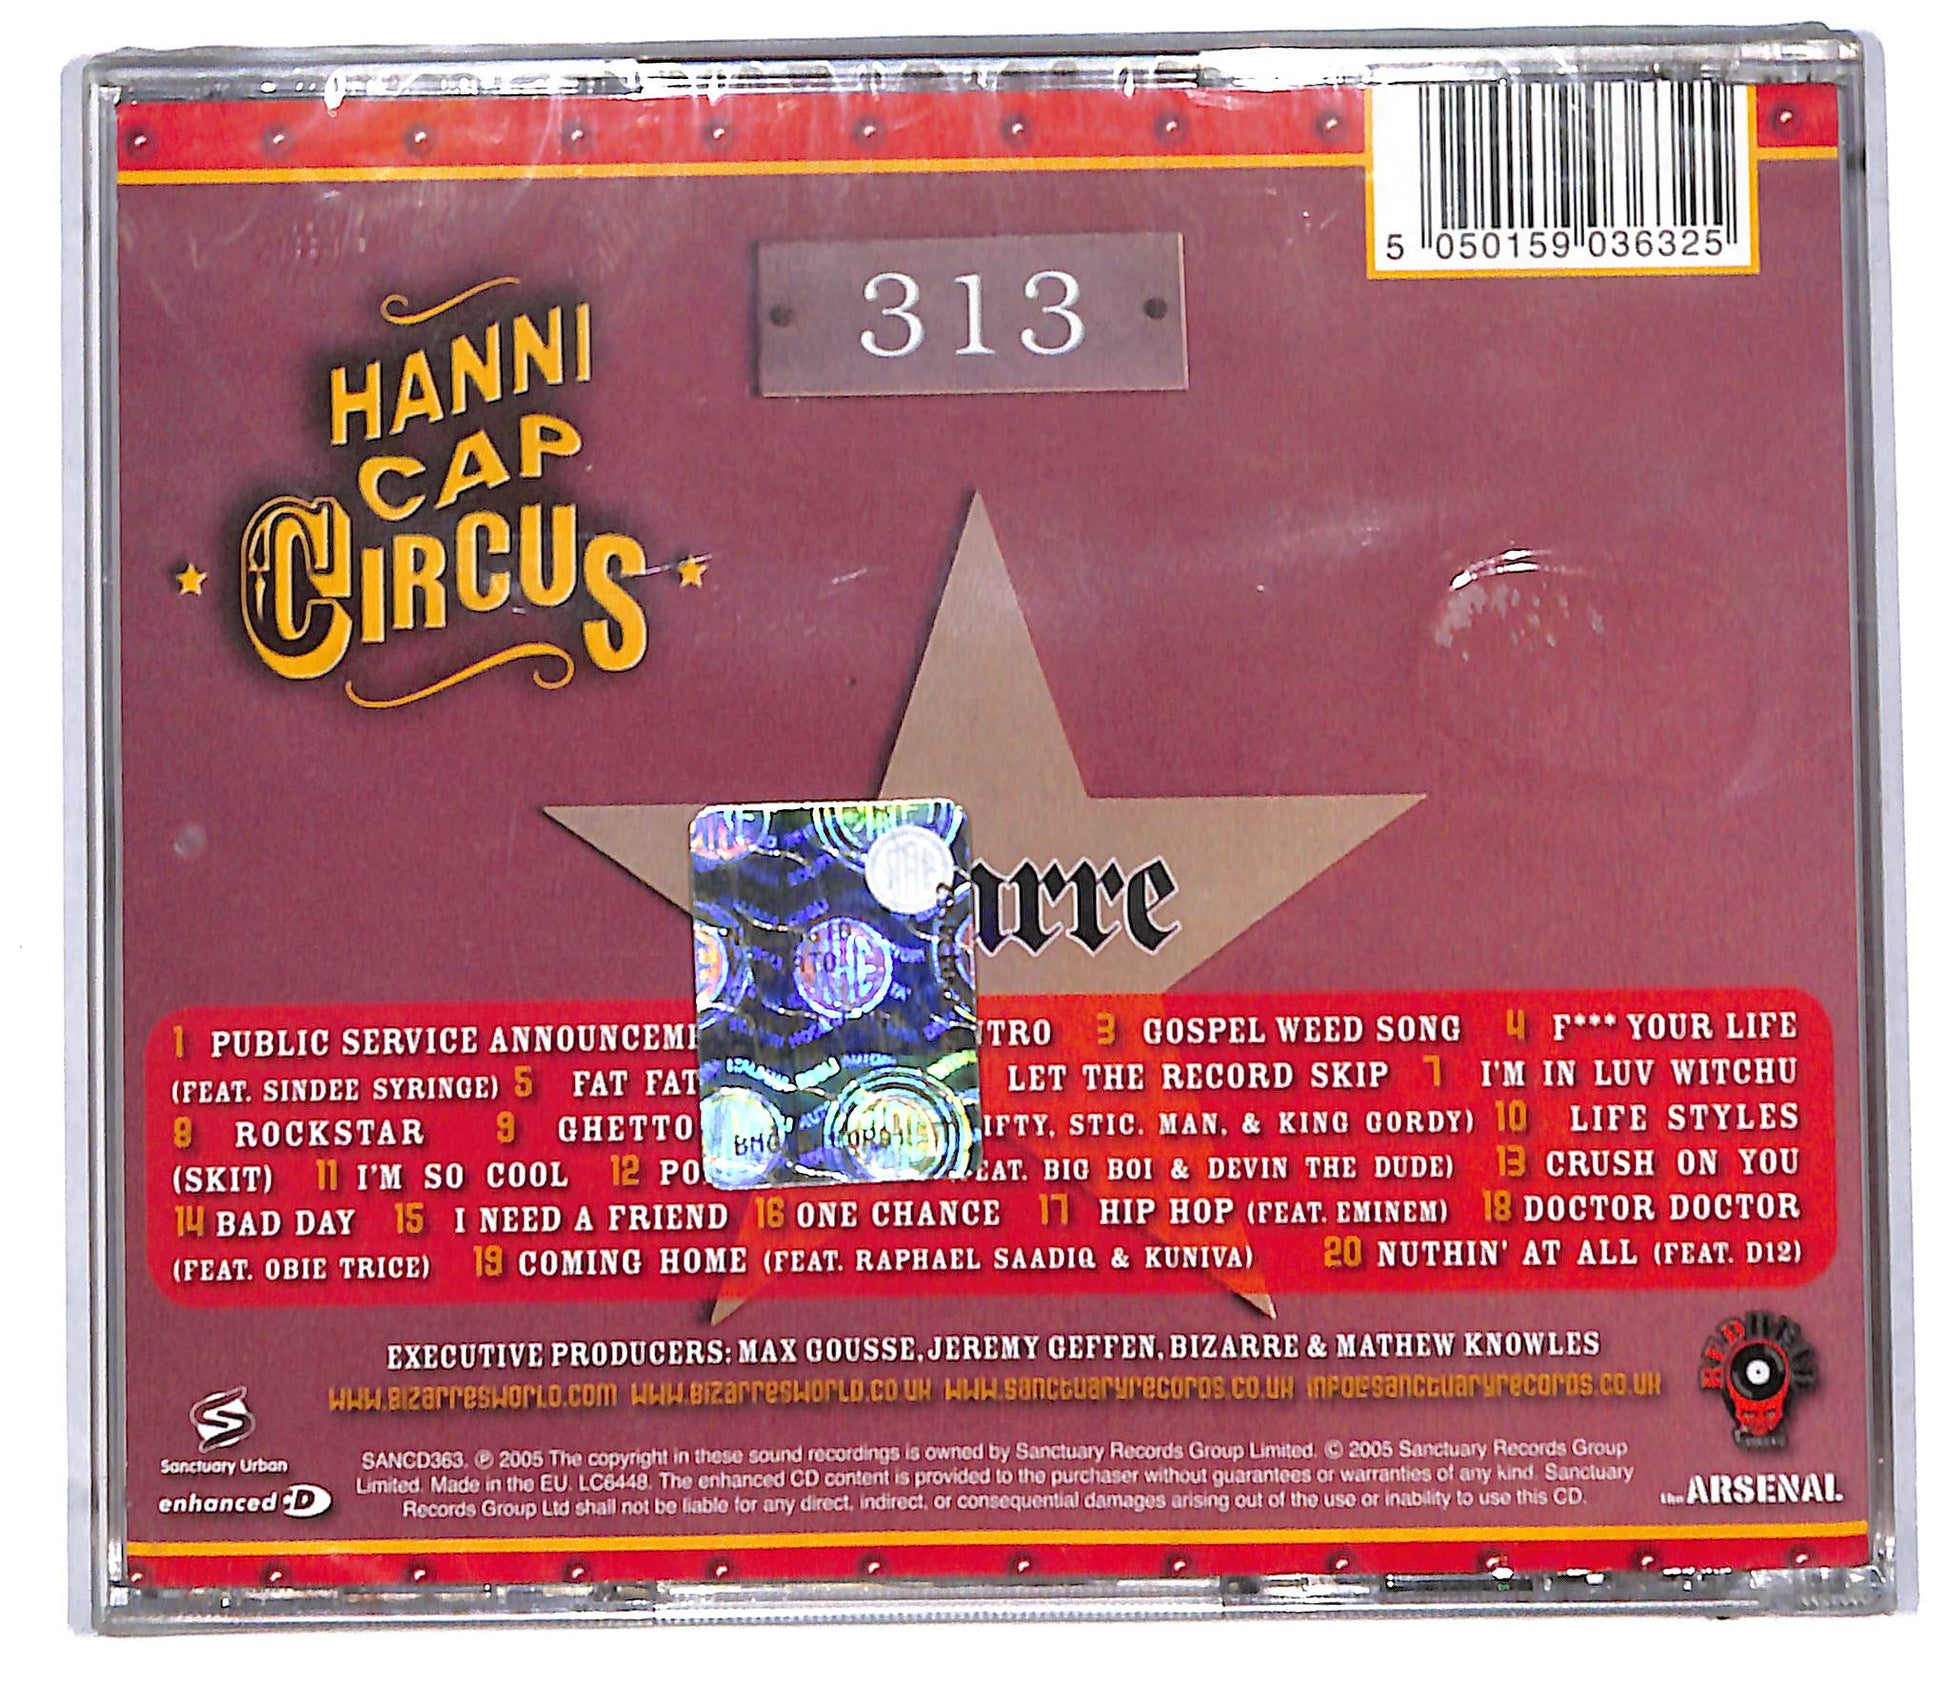 5 050159 036325
313
HANNI
CAP
CIRCUS
arre
1 PUBLIC SERVICE ANNOUNCEME TRO 3 GOSPEL WEED SONG 4 F*** YOUR LIFE
(FEAT. SINDEE SYRINGE) 5 FAT FAT LET THE RECORD SKIP 7 I'M IN LUV WITCHU
8 ROCKSTAR 9 GHETTO IFTY, STIC. MAN, & KING GORDY) 10 LIFE STYLES
(SKIT) 11 I'M SO COOL 12 PO EAT. BIG BOI & DEVIN THE DUDE) 13 CRUSH ON YOU
14 BAD DAY 15 I NEED A FRIEND 16 ONE CHANCE 17 HIP HOP (FEAT. EMINEM) 18 DOCTOR DOCTOR
(FEAT. OBIE TRICE) 19 COMING HOME (FEAT. RAPHAEL SAADIQ & KUNIVA) 20 NUTHIN' AT ALL (FEAT. D12)
EXECUTIVE PRODUCERS: MAX GOUSSE, JEREMY GEFFEN, BIZARRE & MATHEW KNOWLES
www.bizarresworld.com www.bizarresworld.co.uk www.sanctuaryrecords.co.uk info@sanctuaryrecords.co.uk
Sanctuary Urban
enhanced CD
SANCD363. ℗ 2005 The copyright in these sound recordings is owned by Sanctuary Records Group Limited. © 2005 Sanctuary Records Group
Limited. Made in the EU. LC6448. The enhanced CD content is provided to the purchaser without guarantees or warranties of any kind. Sanctuary
Records Group Ltd shall not be liable for any direct, indirect, or consequential damages arising out of the use or inability to use this CD.
the ARSENAL